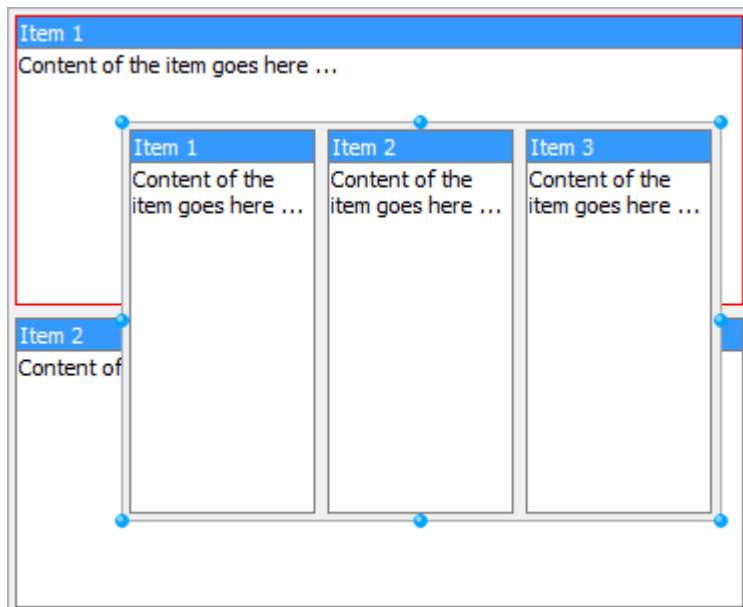 Item 1
Content of the item goes here ...
Item 1
Content of the
item goes here ...
Item 2
Content of the
item goes here ...
Item 3
Content of the
item goes here ...
Item 2
Content of